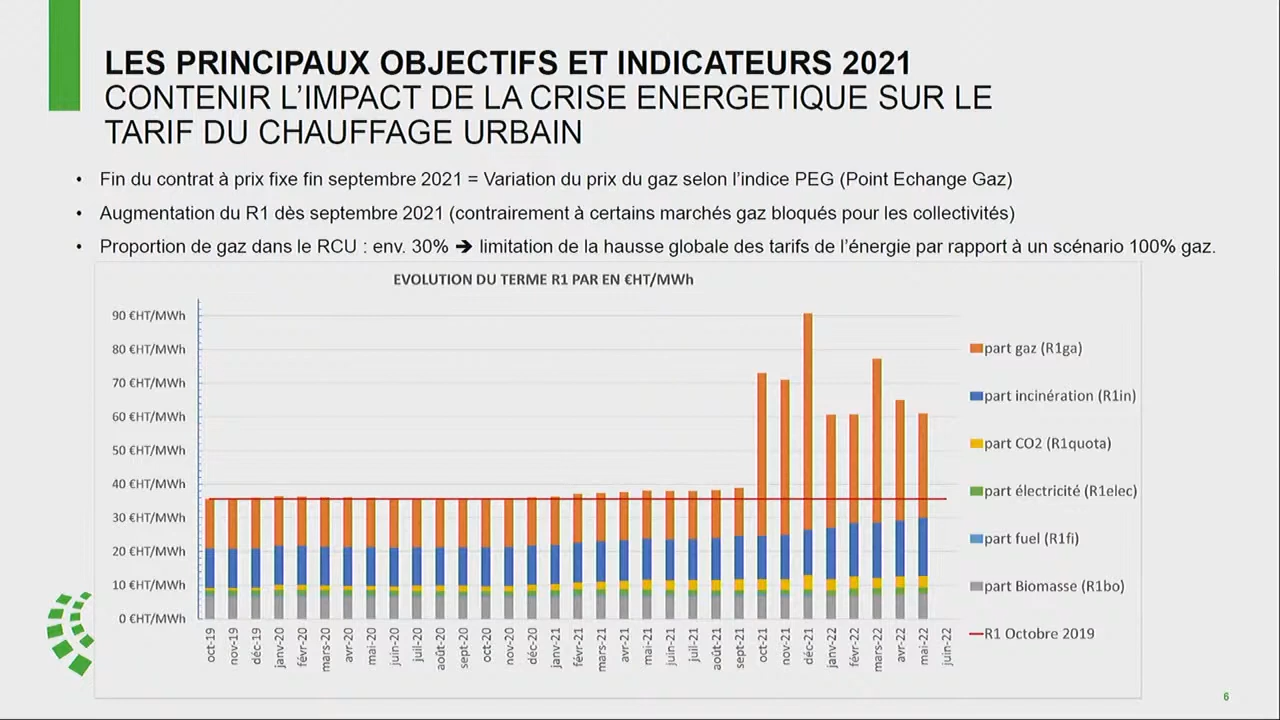 LES PRINCIPAUX OBJECTIFS ET INDICATEURS 2021
CONTENIR L'IMPACT DE LA CRISE ENERGETIQUE SUR LE
TARIF DU CHAUFFAGE URBAIN
• Fin du contrat à prix fixe fin septembre 2021 = Variation du prix du gaz selon l'indice PEG (Point Echange Gaz)
• Augmentation du R1 dès septembre 2021 (contrairement à certains marchés gaz bloqués pour les collectivités)
• Proportion de gaz dans le RCU : env. 30% ➔ limitation de la hausse globale des tarifs de l'énergie par rapport à un scénario 100% gaz.
EVOLUTION DU TERME R1 PAR EN €HT/MWh
90 €HT/MWh
80 €HT/MWh
70 €HT/MWh
60 €HT/MWh
50 €HT/MWh
40 €HT/MWh
30 €HT/MWh
20 €HT/MWh
10 €HT/MWh
0 €HT/MWh
oct-19
nov-19
déc-19
janv-20
févr-20
mars-20
avr-20
mai-20
juin-20
juil-20
août-20
sept-20
oct-20
nov-20
déc-20
janv-21
févr-21
mars-21
avr-21
mai-21
juin-21
juil-21
août-21
sept-21
oct-21
nov-21
déc-21
janv-22
févr-22
mars-22
avr-22
mai-22
juin-22
part gaz (R1ga)
part incinération (R1in)
part CO2 (R1quota)
part électricité (R1elec)
part fuel (R1fi)
part Biomasse (R1bo)
R1 Octobre 2019
6